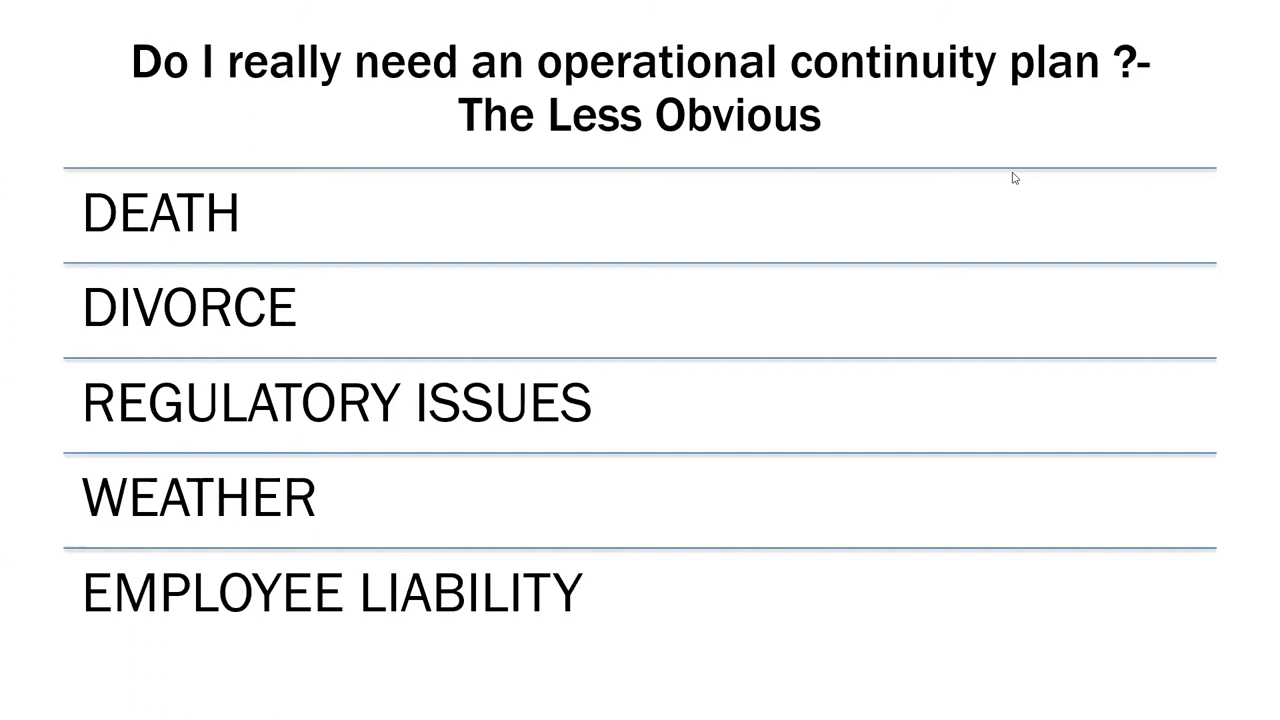 Do I really need an operational continuity plan ?-
The Less Obvious
DEATH
DIVORCE
REGULATORY ISSUES
WEATHER
EMPLOYEE LIABILITY